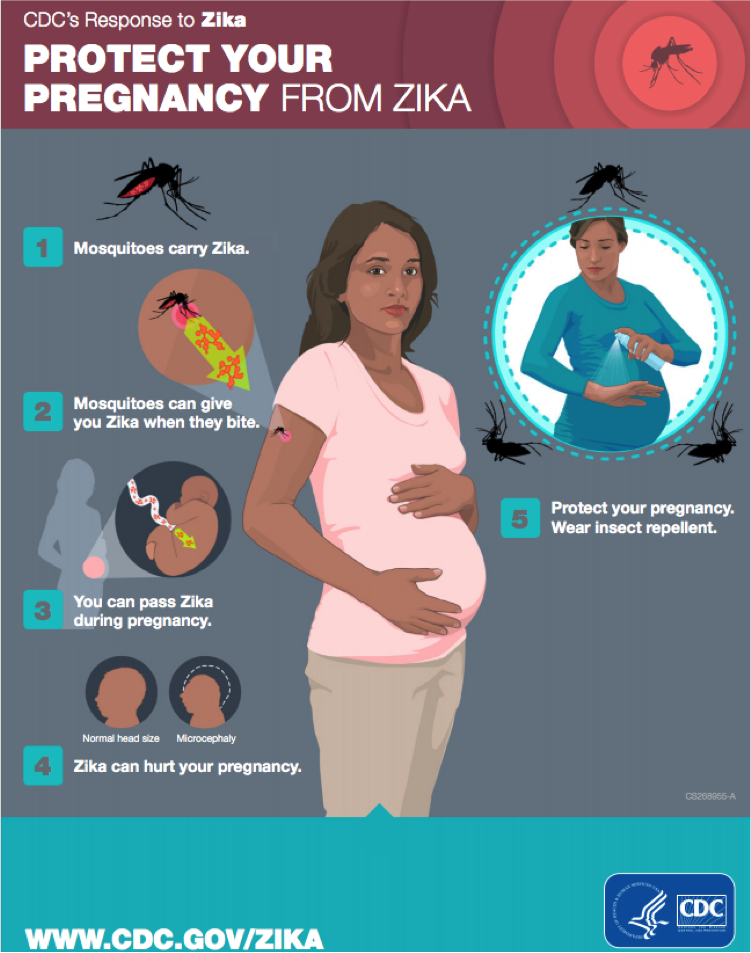 CDC's Response to Zika
PROTECT YOUR
PREGNANCY FROM ZIKA
1
Mosquitoes carry Zika.
2
Mosquitoes can give
you Zika when they bite.
3
You can pass Zika
during pregnancy.
Normal head size
Microcephaly
4
Zika can hurt your pregnancy.
5
Protect your pregnancy.
Wear insect repellent.
CS268955-A
WWW.CDC.GOV/ZIKA
CDC